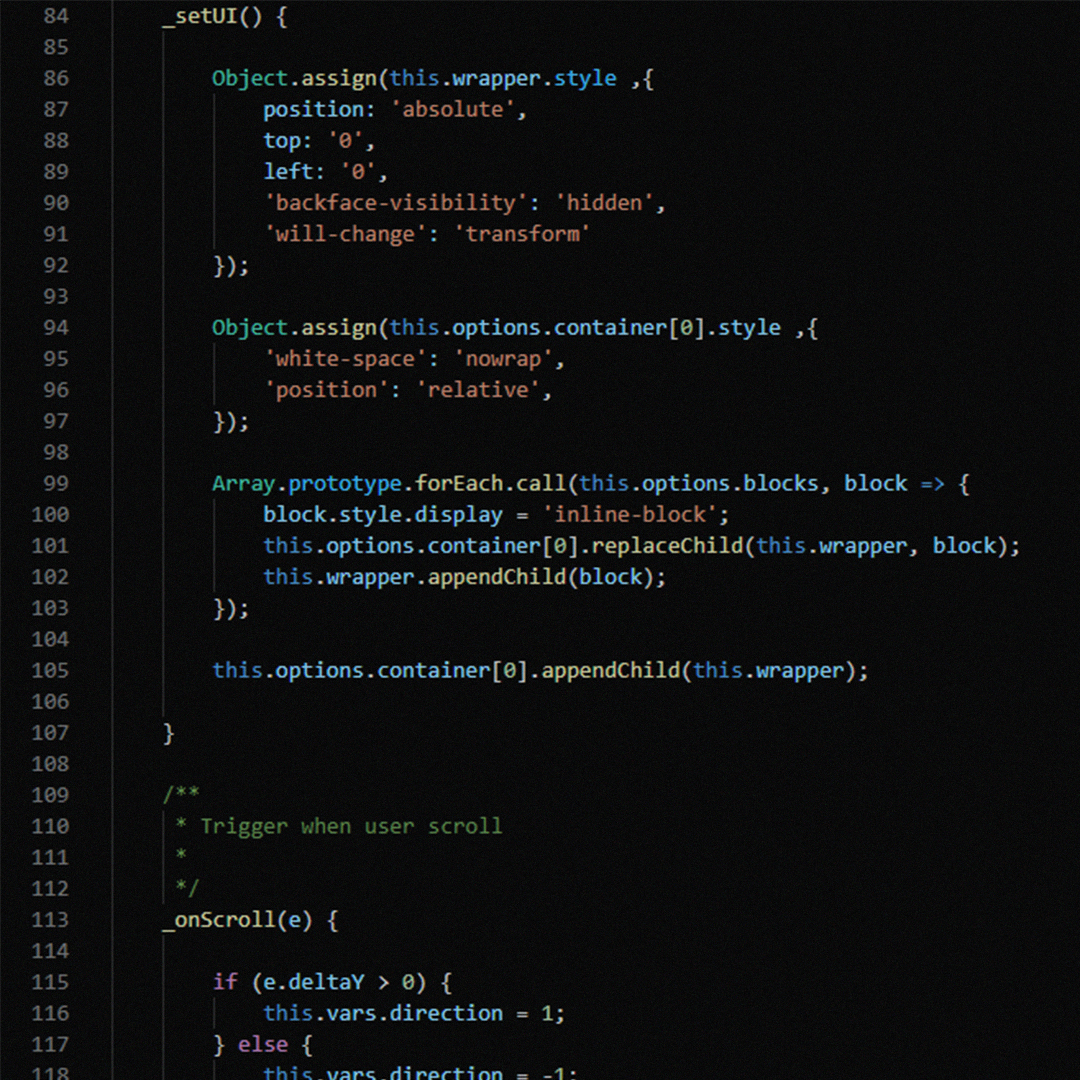 84 _setUI() {
85
86 Object.assign(this.wrapper.style ,{
87 position: 'absolute',
88 top: '0',
89 left: '0',
90 'backface-visibility': 'hidden',
91 'will-change': 'transform'
92 });
93
94 Object.assign(this.options.container[0].style ,{
95 'white-space': 'nowrap',
96 'position': 'relative',
97 });
98
99 Array.prototype.forEach.call(this.options.blocks, block => {
100 block.style.display = 'inline-block';
101 this.options.container[0].replaceChild(this.wrapper, block);
102 this.wrapper.appendChild(block);
103 });
104
105 this.options.container[0].appendChild(this.wrapper);
106
107 }
108
109 /**
110 * Trigger when user scroll
111 *
112 */
113 _onScroll(e) {
114
115 if (e.deltaY > 0) {
116 this.vars.direction = 1;
117 } else {
118 this.vars.direction = -1;